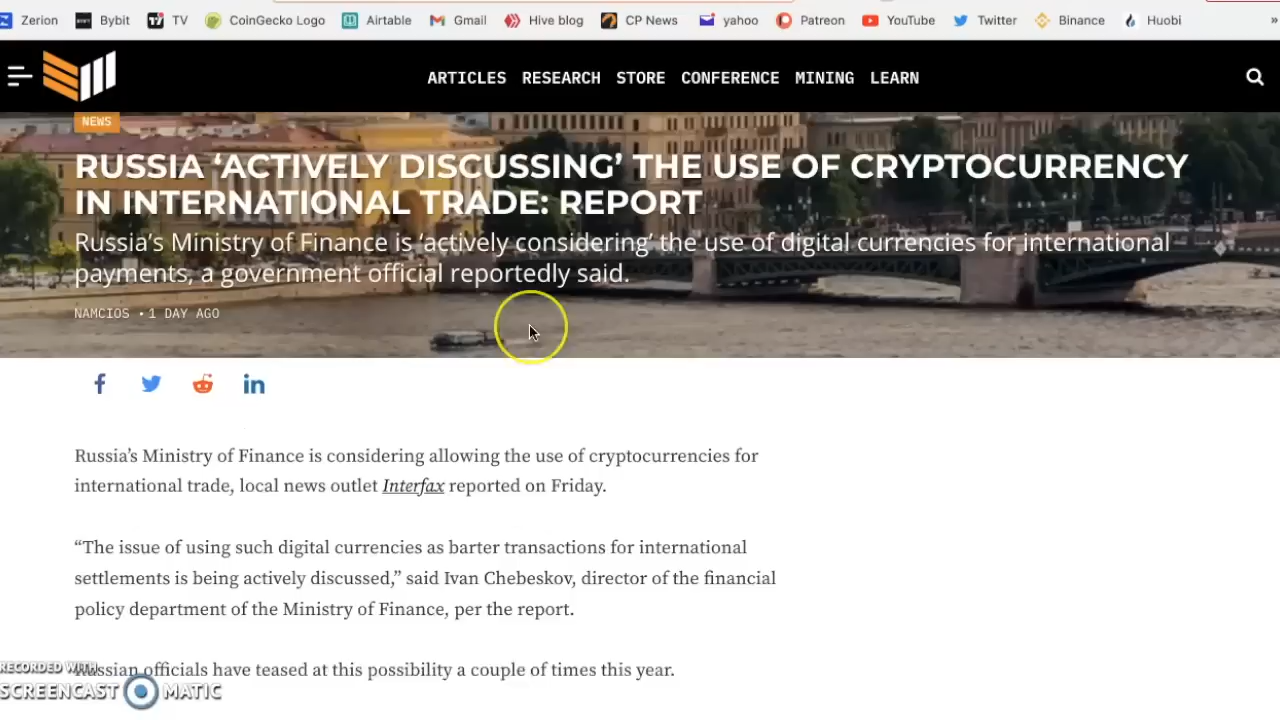 Zerion Bybit TV CoinGecko Logo Airtable Gmail Hive blog CP News yahoo Patreon YouTube Twitter Binance Huobi »
ARTICLES RESEARCH STORE CONFERENCE MINING LEARN
NEWS
RUSSIA ‘ACTIVELY DISCUSSING’ THE USE OF CRYPTOCURRENCY
IN INTERNATIONAL TRADE: REPORT
Russia’s Ministry of Finance is ‘actively considering’ the use of digital currencies for international
payments, a government official reportedly said.
NAMCIOS • 1 DAY AGO
Russia’s Ministry of Finance is considering allowing the use of cryptocurrencies for
international trade, local news outlet Interfax reported on Friday.
“The issue of using such digital currencies as barter transactions for international
settlements is being actively discussed,” said Ivan Chebeskov, director of the financial
policy department of the Ministry of Finance, per the report.
Russian officials have teased at this possibility a couple of times this year.
RECORDED WITH
SCREENCAST MATIC